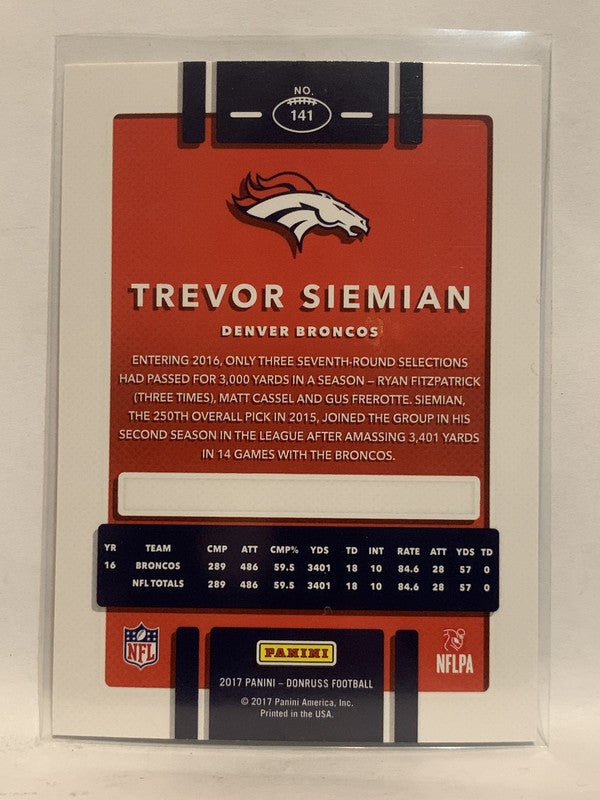 NO.
141
TREVOR SIEMIAN
DENVER BRONCOS
ENTERING 2016, ONLY THREE SEVENTH-ROUND SELECTIONS
HAD PASSED FOR 3,000 YARDS IN A SEASON – RYAN FITZPATRICK
(THREE TIMES), MATT CASSEL AND GUS FREROTTE. SIEMIAN,
THE 250TH OVERALL PICK IN 2015, JOINED THE GROUP IN HIS
SECOND SEASON IN THE LEAGUE AFTER AMASSING 3,401 YARDS
IN 14 GAMES WITH THE BRONCOS.
YR TEAM CMP ATT CMP% YDS TD INT RATE ATT YDS TD
16 BRONCOS 289 486 59.5 3401 18 10 84.6 28 57 0
NFL TOTALS 289 486 59.5 3401 18 10 84.6 28 57 0
NFL
PANINI
NFLPA
2017 PANINI – DONRUSS FOOTBALL
© 2017 Panini America, Inc.
Printed in the USA.